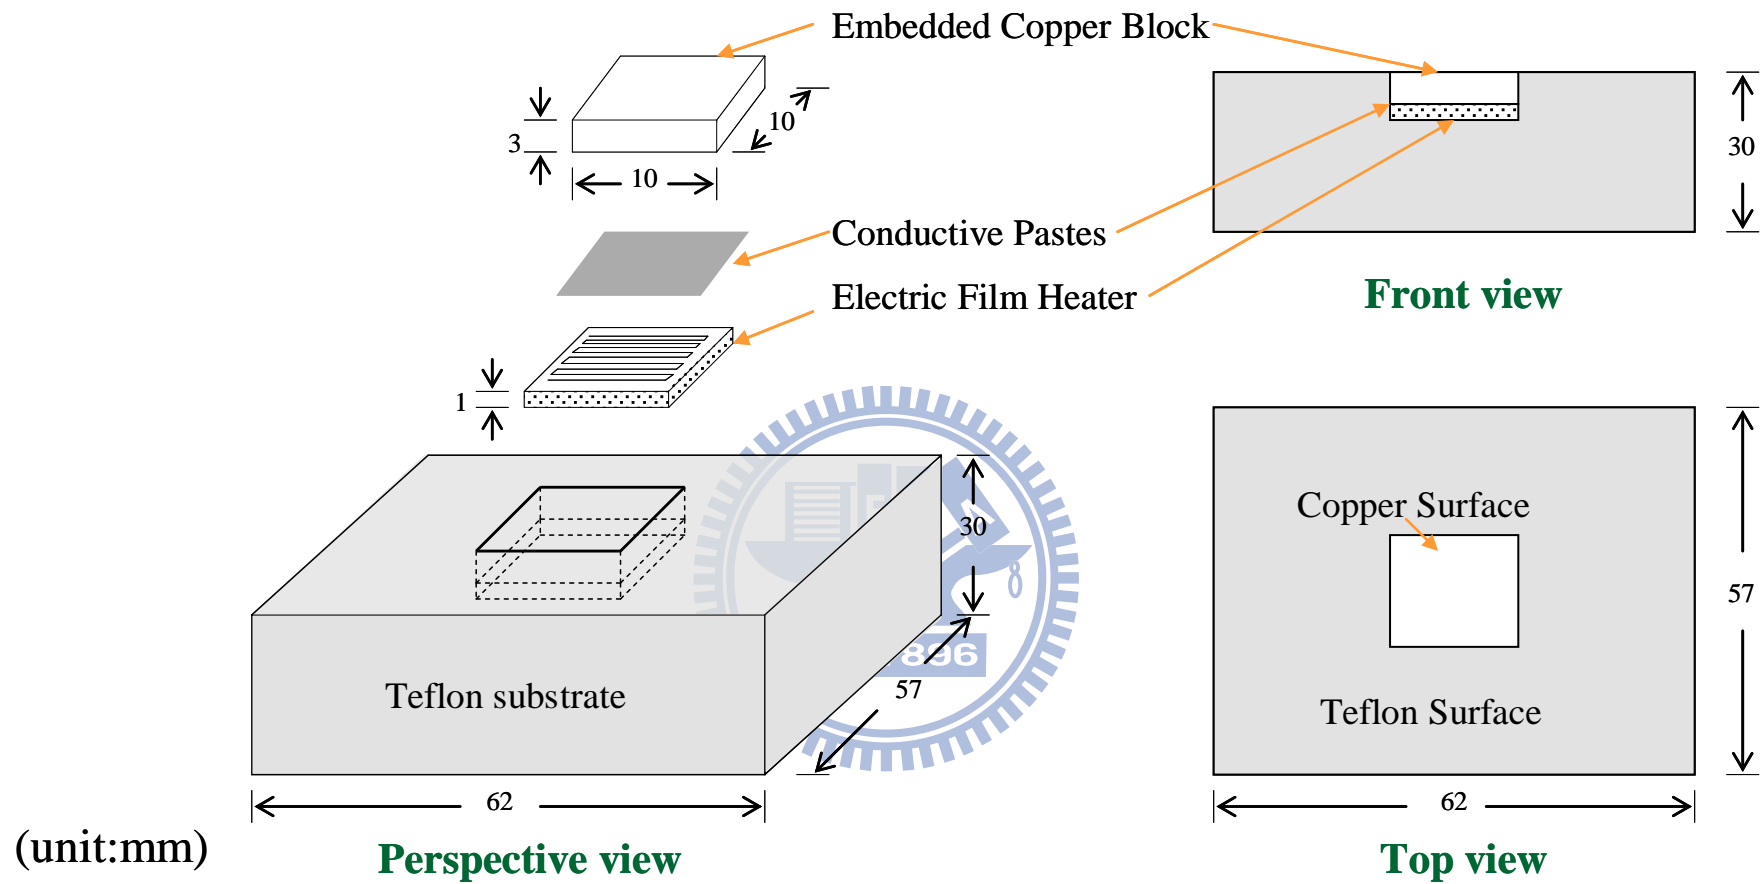 Embedded Copper Block
10
3
10
30
Conductive Pastes
Electric Film Heater
Front view
1
30
Copper Surface
57
896
57
Teflon substrate
Teflon Surface
62
62
(unit:mm)
Perspective view
Top view